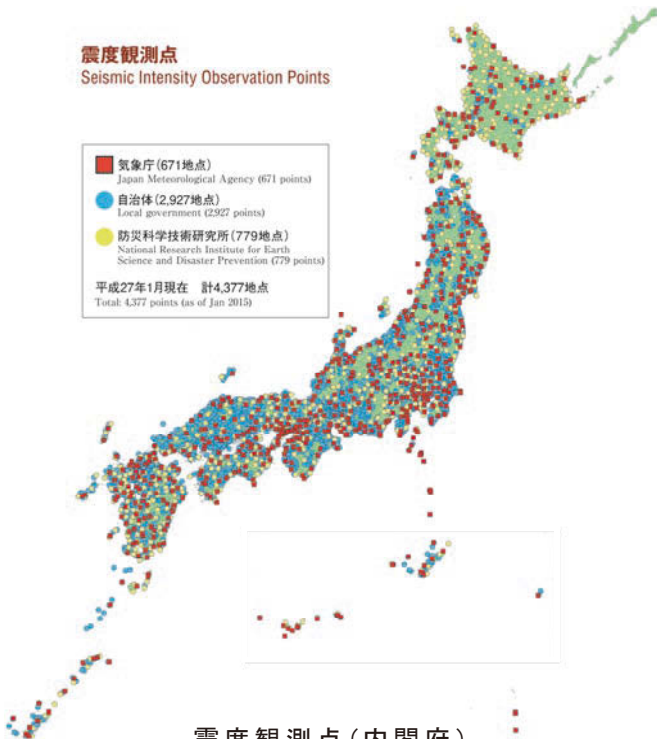 震度観測点
Seismic Intensity Observation Points
気象庁(671地点)
Japan Meteorological Agency (671 points)
自治体(2,927地点)
Local government (2,927 points)
防災科学技術研究所(779地点)
National Research Institute for Earth
Science and Disaster Prevention (779 points)
平成27年1月現在 計4,377地点
Total: 4,377 points (as of Jan 2015)
震度観測点(内閣府)